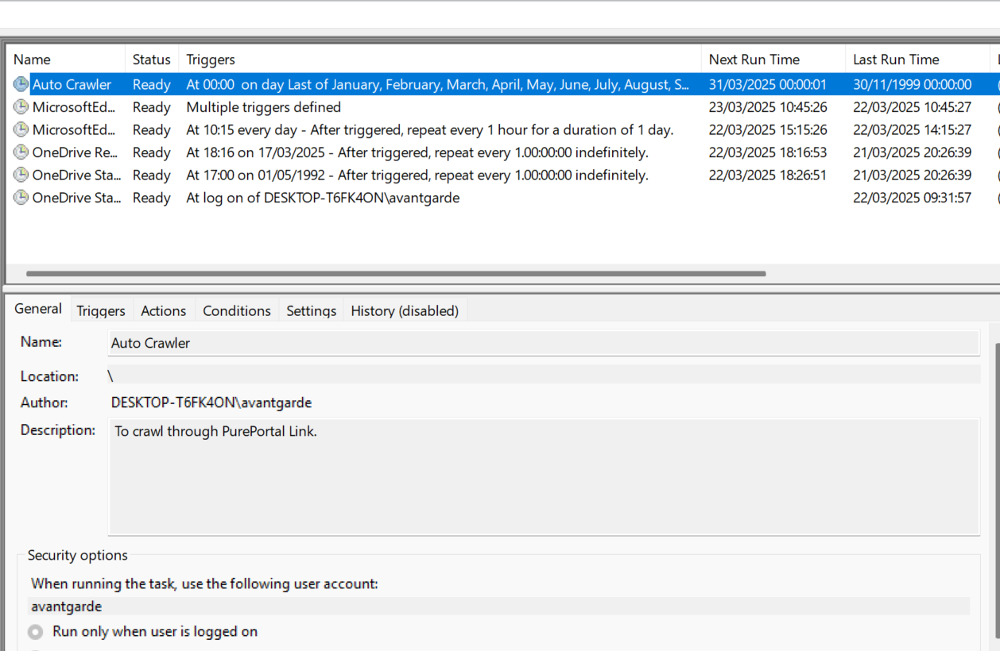 Name Status Triggers Next Run Time Last Run Time
Auto Crawler Ready At 00:00 on day Last of January, February, March, April, May, June, July, August, S... 31/03/2025 00:00:01 30/11/1999 00:00:00
MicrosoftEd... Ready Multiple triggers defined 23/03/2025 10:45:26 22/03/2025 10:45:27
MicrosoftEd... Ready At 10:15 every day - After triggered, repeat every 1 hour for a duration of 1 day. 22/03/2025 15:15:26 22/03/2025 14:15:27
OneDrive Re... Ready At 18:16 on 17/03/2025 - After triggered, repeat every 1.00:00:00 indefinitely. 22/03/2025 18:16:53 21/03/2025 20:26:39
OneDrive Sta... Ready At 17:00 on 01/05/1992 - After triggered, repeat every 1.00:00:00 indefinitely. 22/03/2025 18:26:51 21/03/2025 20:26:39
OneDrive Sta... Ready At log on of DESKTOP-T6FK4ON\avantgarde 22/03/2025 09:31:57
General Triggers Actions Conditions Settings History (disabled)
Name: Auto Crawler
Location: \
Author: DESKTOP-T6FK4ON\avantgarde
Description: To crawl through PurePortal Link.
Security options
When running the task, use the following user account:
avantgarde
Run only when user is logged on